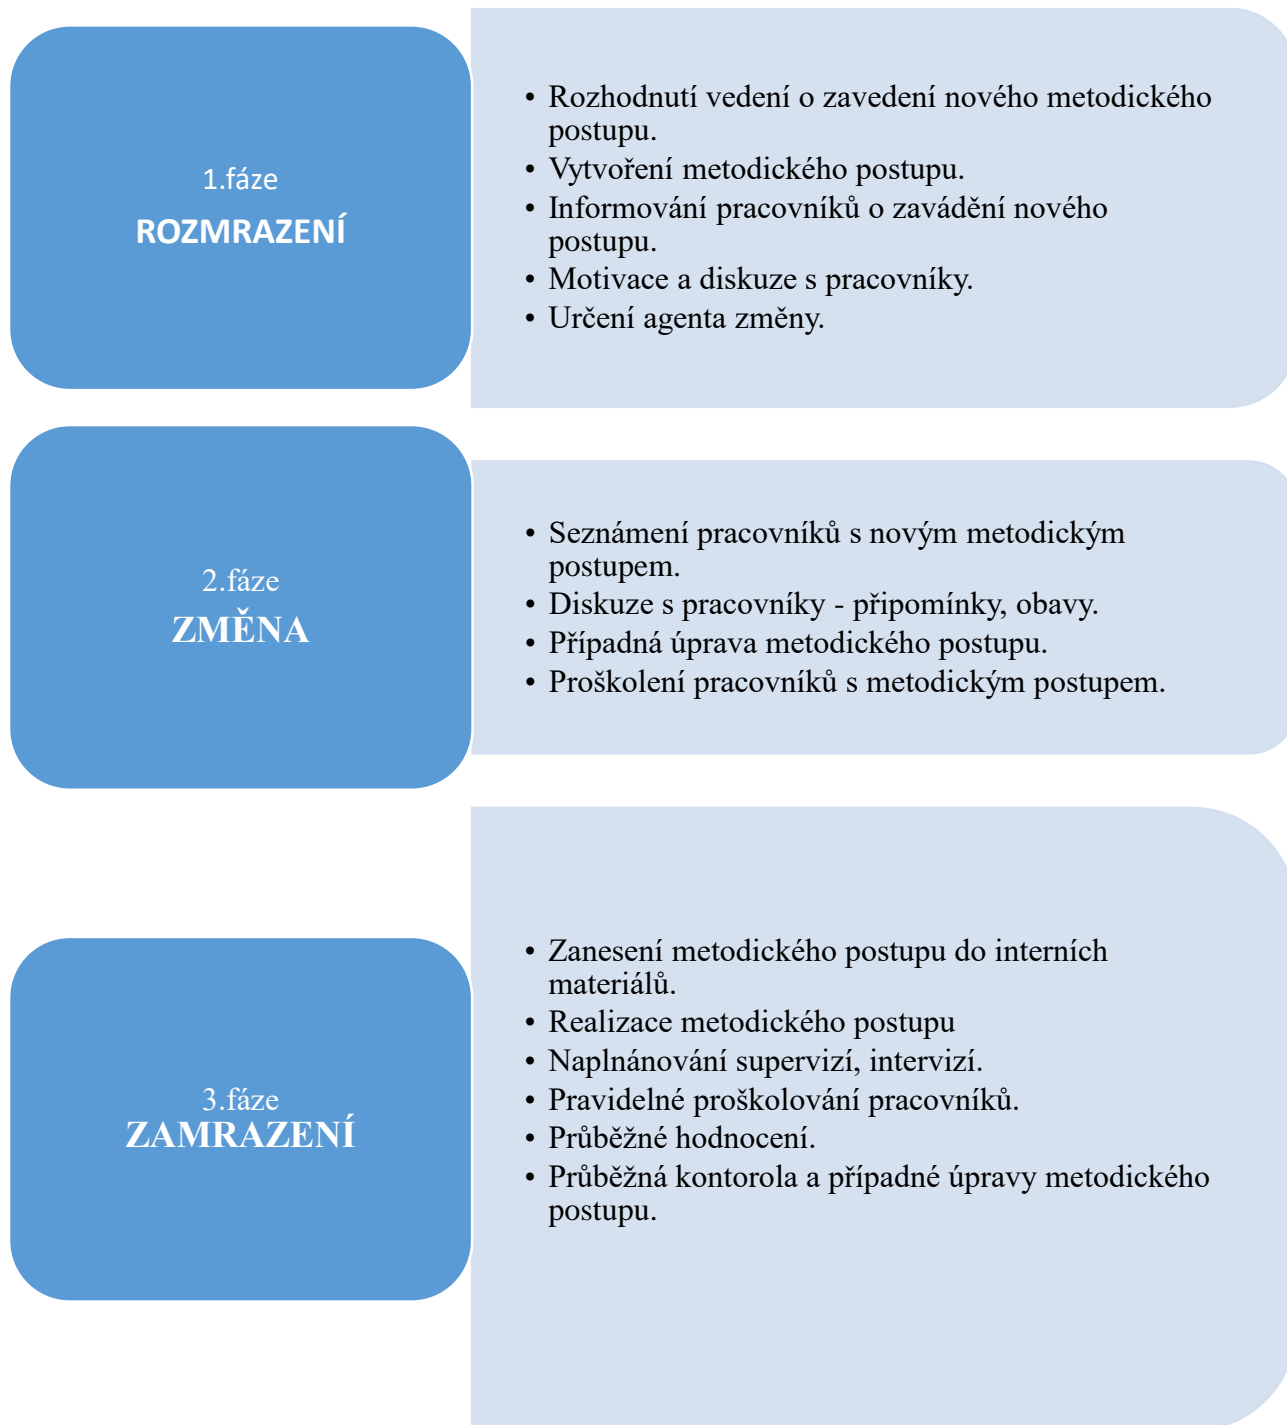 1.fáze
ROZMRAZENÍ
• Rozhodnutí vedení o zavedení nového metodického
postupu.
• Vytvoření metodického postupu.
• Informování pracovníků o zavádění nového
postupu.
• Motivace a diskuze s pracovníky.
• Určení agenta změny.
2.fáze
ZMĚNA
• Seznámení pracovníků s novým metodickým
postupem.
• Diskuze s pracovníky - připomínky, obavy.
• Případná úprava metodického postupu.
• Proškolení pracovníků s metodickým postupem.
3.fáze
ZAMRAZENÍ
• Zanesení metodického postupu do interních
materiálů.
• Realizace metodického postupu
• Naplnánování supervizí, intervizí.
• Pravidelné proškolování pracovníků.
• Průběžné hodnocení.
• Průběžná kontorola a případné úpravy metodického
postupu.